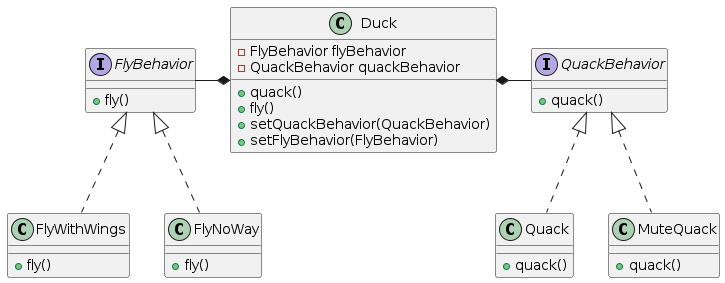 C Duck
FlyBehavior flyBehavior
QuackBehavior quackBehavior
quack()
fly()
setQuackBehavior(QuackBehavior)
setFlyBehavior(FlyBehavior)
I FlyBehavior
fly()
I QuackBehavior
quack()
C FlyWithWings
fly()
C FlyNoWay
fly()
C Quack
quack()
C MuteQuack
quack()